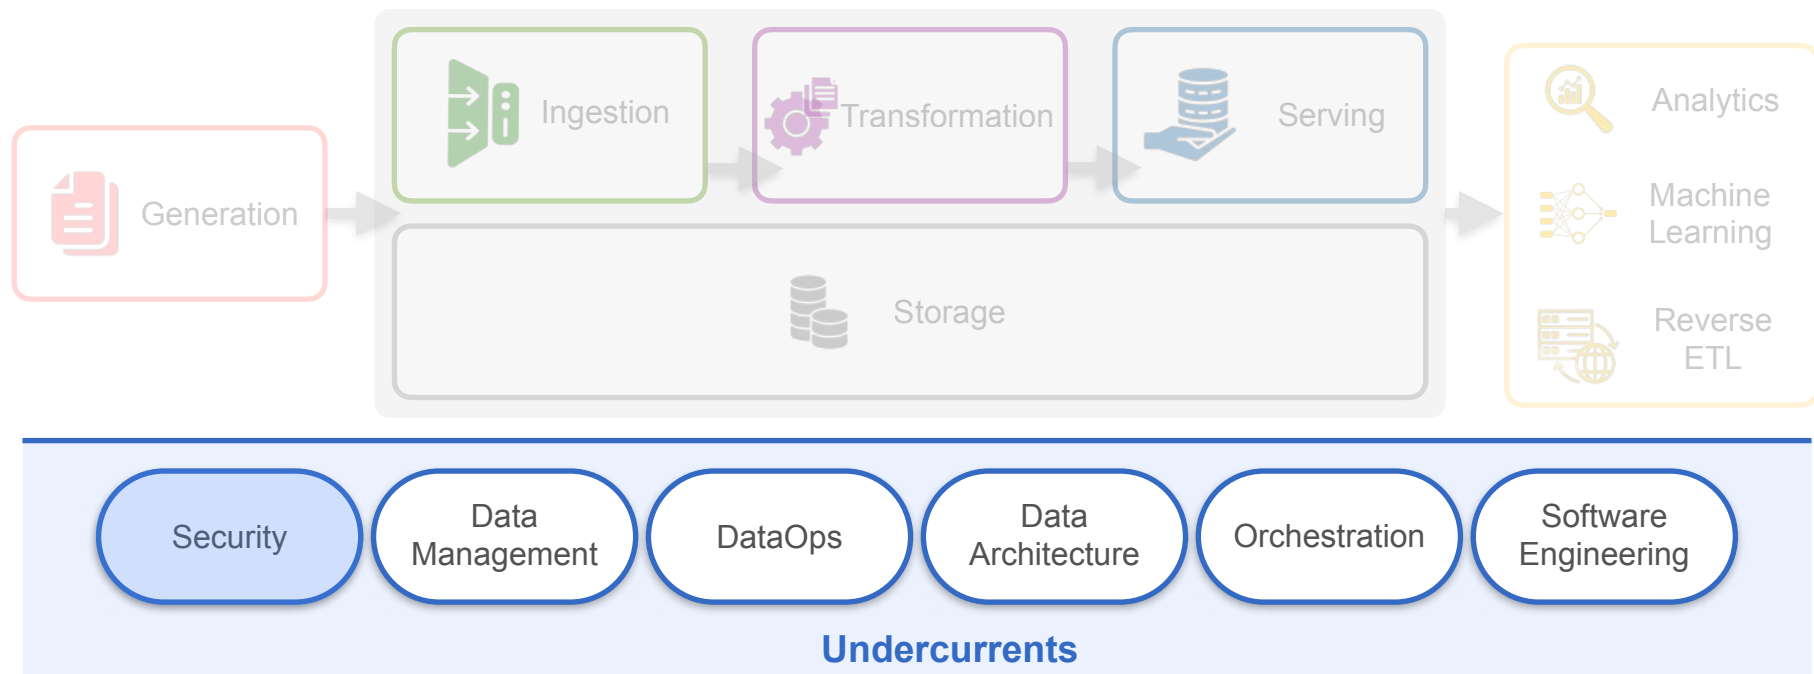 Ingestion
Transformation
Serving
Generation
Storage
Analytics
Machine
Learning
Reverse
ETL
Security
Data
Management
DataOps
Data
Architecture
Orchestration
Software
Engineering
Undercurrents